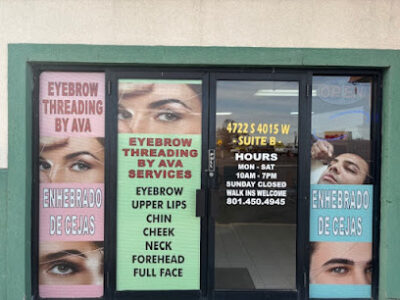 EYEBROW
THREADING
BY AVA
ENHEBRADO
DE CEJAS
EYEBROW
THREADING
BY AVA
SERVICES
EYEBROW
UPPER LIPS
CHIN
CHEEK
NECK
FOREHEAD
FULL FACE
4722 S 4015 W
- SUITE B -
HOURS
MON - SAT
10AM - 7PM
SUNDAY CLOSED
WALK INS WELCOME
801.450.4945
OPEN
ENHEBRADO
DE CEJAS